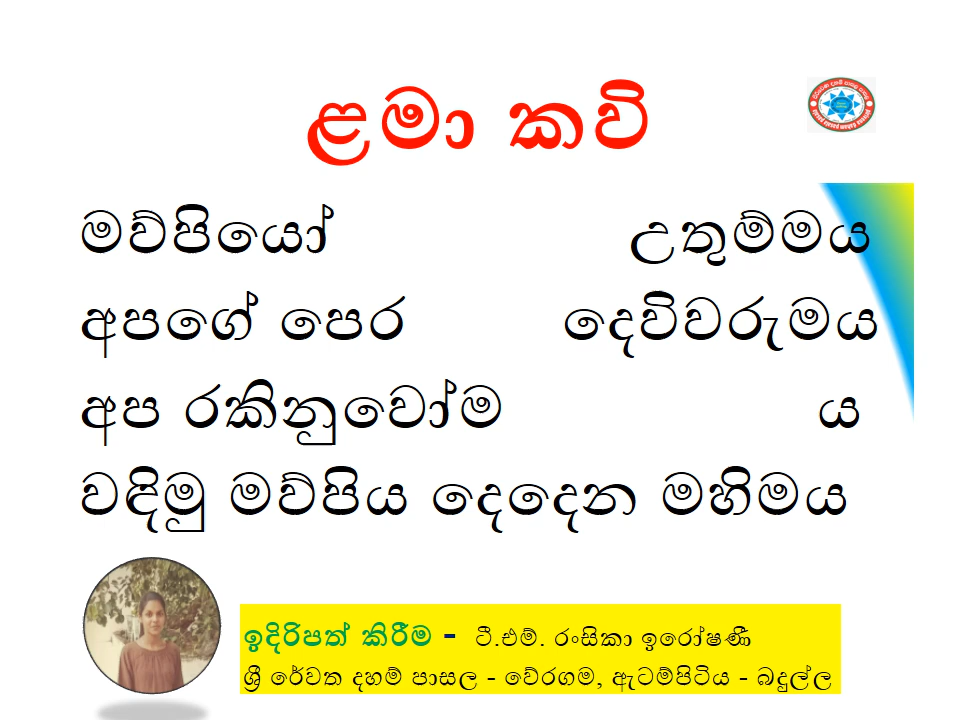 ළමා කවි
මව්පියෝ උතුම්මය
අපගේ පෙර දෙවිවරුමය
අප රකිනුවෝම ය
වඳිමු මව්පිය දෙදෙන මහිමය
ඉදිරිපත් කිරීම - ටී.එම්. රංසිකා ඉරෝෂණී
ශ්‍රී රේවත දහම් පාසල - වේරගම, ඇටම්පිටිය - බදුල්ල